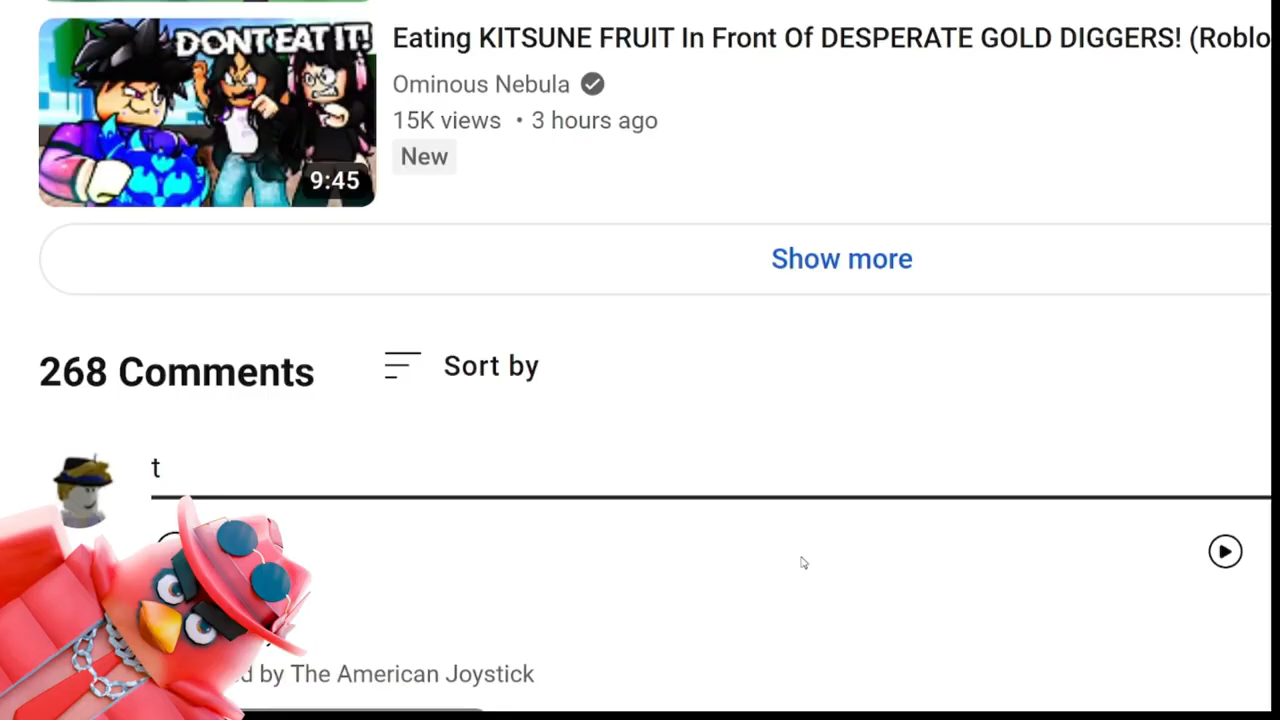 DONT EAT IT!
9:45
Eating KITSUNE FRUIT In Front Of DESPERATE GOLD DIGGERS! (Roblo
Ominous Nebula
15K views • 3 hours ago
New
Show more
268 Comments
Sort by
t
d by The American Joystick